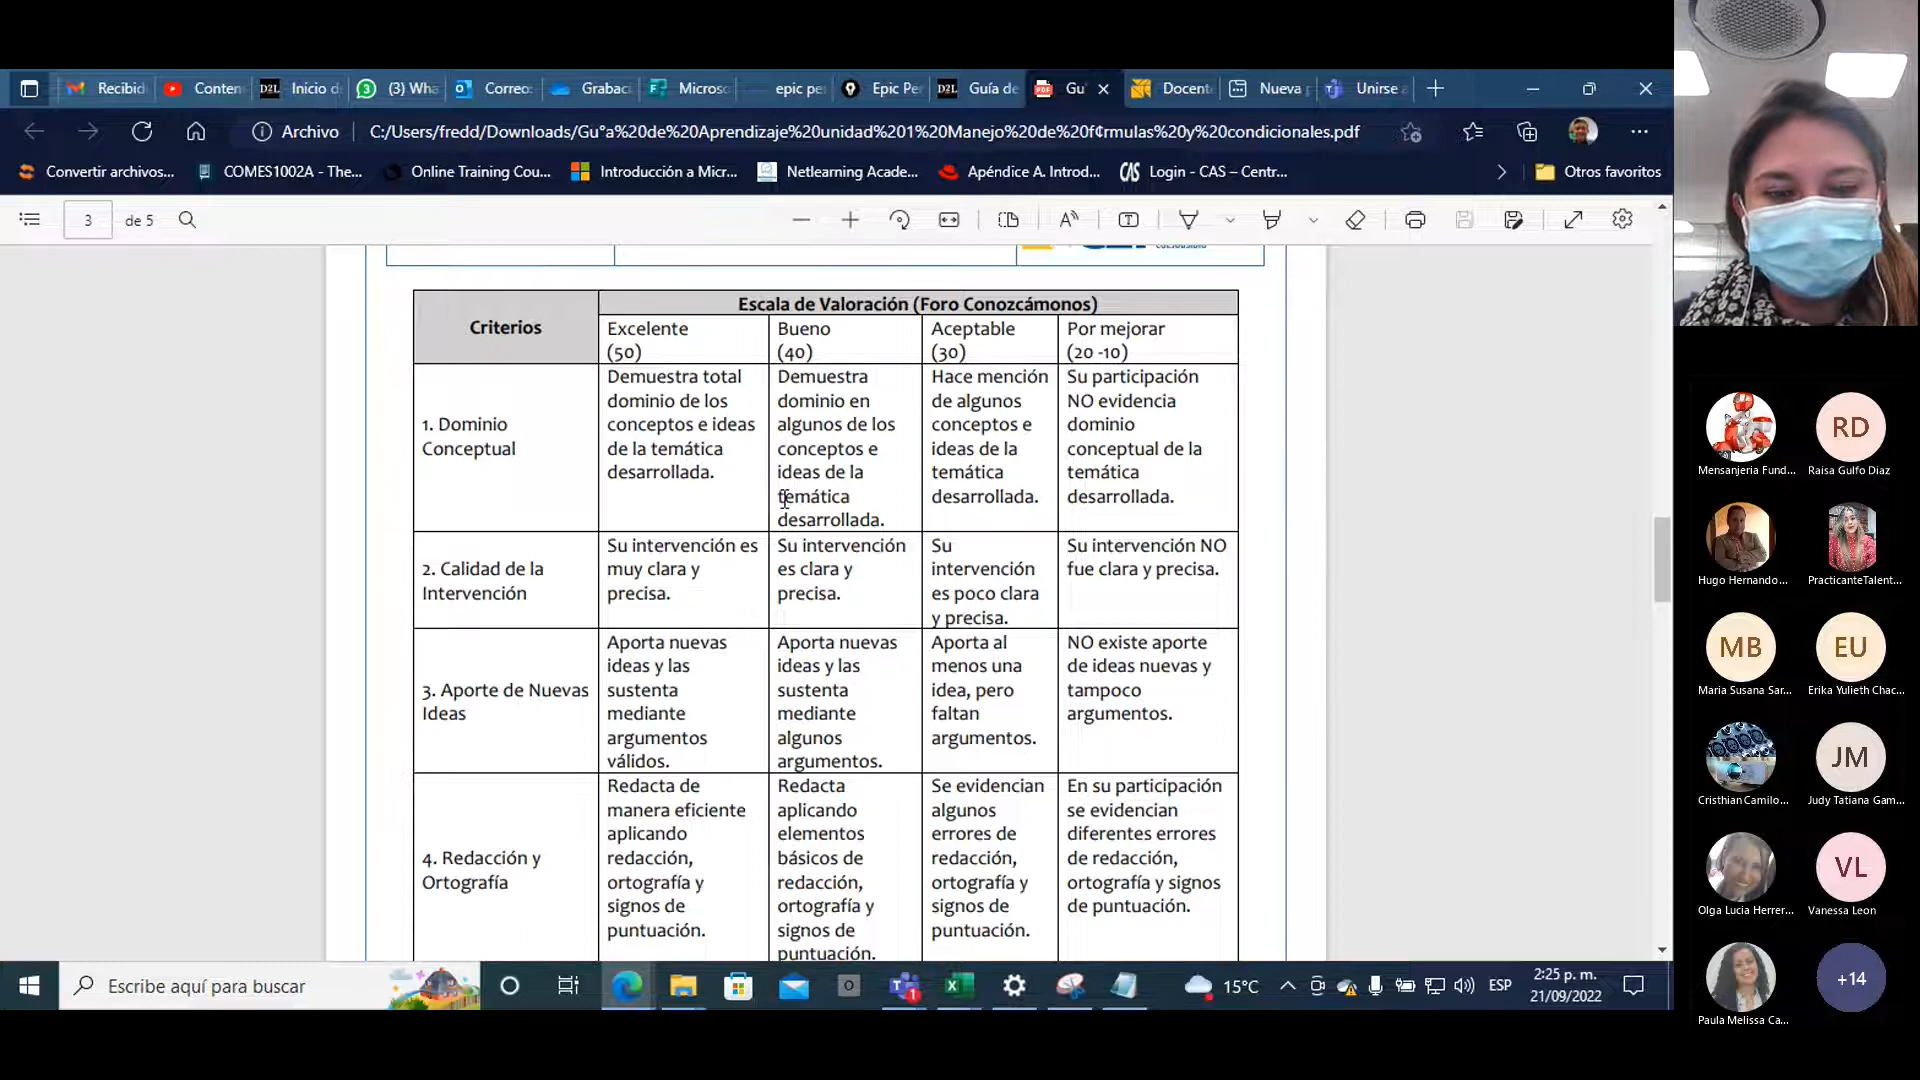 Recibid
Conten
D2L Inicio d
(3) Wha
Correo:
Grabac
Micros
epic pe
Epic Pe
D2L Guía de
Gu
Docent
Nueva
Unirse a
Archivo
C:/Users/fredd/Downloads/Gu°a%20de%20Aprendizaje%20unidad%201%20Manejo%20de%20f¢rmulas%20y%20condicionales.pdf
Convertir archivos...
COMES1002A - The...
Online Training Cou...
Introducción a Micr...
Netlearning Acade...
Apéndice A. Introd...
CAS Login - CAS – Centr...
Otros favoritos
3 de 5
Criterios
Escala de Valoración (Foro Conozcámonos)
Excelente
(50)
Bueno
(40)
Aceptable
(30)
Por mejorar
(20 -10)
1. Dominio
Conceptual
Demuestra total
dominio de los
conceptos e ideas
de la temática
desarrollada.
Demuestra
dominio en
algunos de los
conceptos e
ideas de la
temática
desarrollada.
Hace mención
de algunos
conceptos e
ideas de la
temática
desarrollada.
Su participación
NO evidencia
dominio
conceptual de la
temática
desarrollada.
2. Calidad de la
Intervención
Su intervención es
muy clara y
precisa.
Su intervención
es clara y
precisa.
Su
intervención
es poco clara
y precisa.
Su intervención NO
fue clara y precisa.
3. Aporte de Nuevas
Ideas
Aporta nuevas
ideas y las
sustenta
mediante
argumentos
válidos.
Aporta nuevas
ideas y las
sustenta
mediante
algunos
argumentos.
Aporta al
menos una
idea, pero
faltan
argumentos.
NO existe aporte
de ideas nuevas y
tampoco
argumentos.
4. Redacción y
Ortografía
Redacta de
manera eficiente
aplicando
redacción,
ortografía y
signos de
puntuación.
Redacta
aplicando
elementos
básicos de
redacción,
ortografía y
signos de
puntuación.
Se evidencian
algunos
errores de
redacción,
ortografía y
signos de
puntuación.
En su participación
se evidencian
diferentes errores
de redacción,
ortografía y signos
de puntuación.
Escribe aquí para buscar
1
15°C
ESP
2:25 p. m.
21/09/2022
Mensanjeria Fund...
RD
Raisa Gulfo Diaz
Hugo Hernando...
PracticanteTalent...
MB
Maria Susana Sar...
EU
Erika Yulieth Chac...
Cristhian Camilo...
JM
Judy Tatiana Gam...
Olga Lucia Herrer...
VL
Vanessa Leon
Paula Melissa Ca...
+14